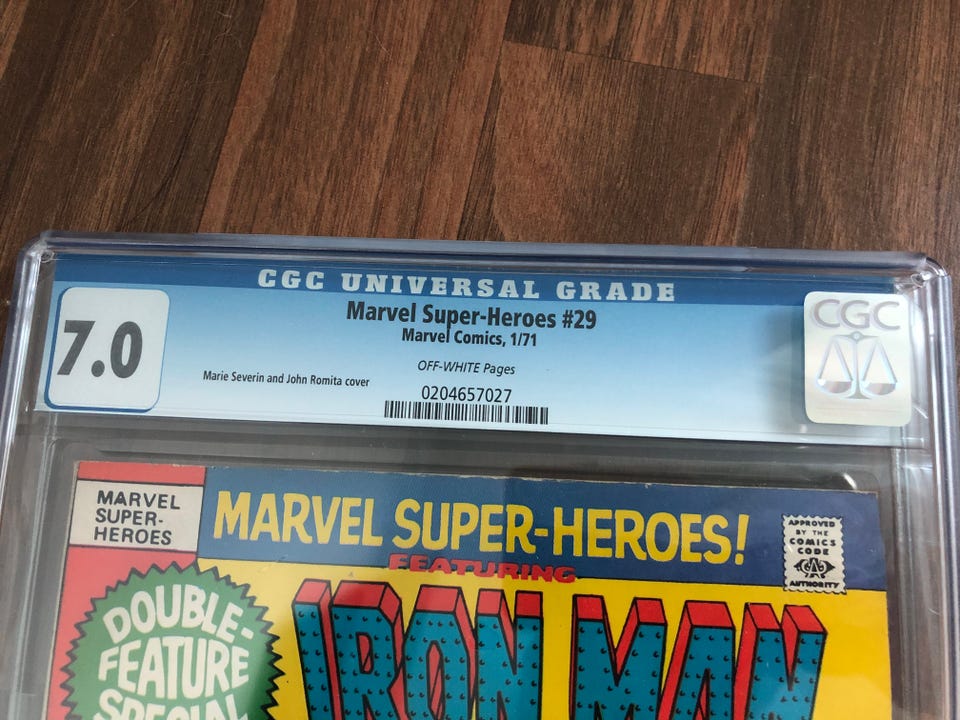 CGC UNIVERSAL GRADE
7.0
Marvel Super-Heroes #29
Marvel Comics, 1/71
OFF-WHITE Pages
Marie Severin and John Romita cover
0204657027
CGC
MARVEL
SUPER-
HEROES
MARVEL SUPER-HEROES!
FEATURING
APPROVED
BY THE
COMICS
CODE
CA
AUTHORITY
IRON MAN
DOUBLE-
FEATURE
SPECIAL